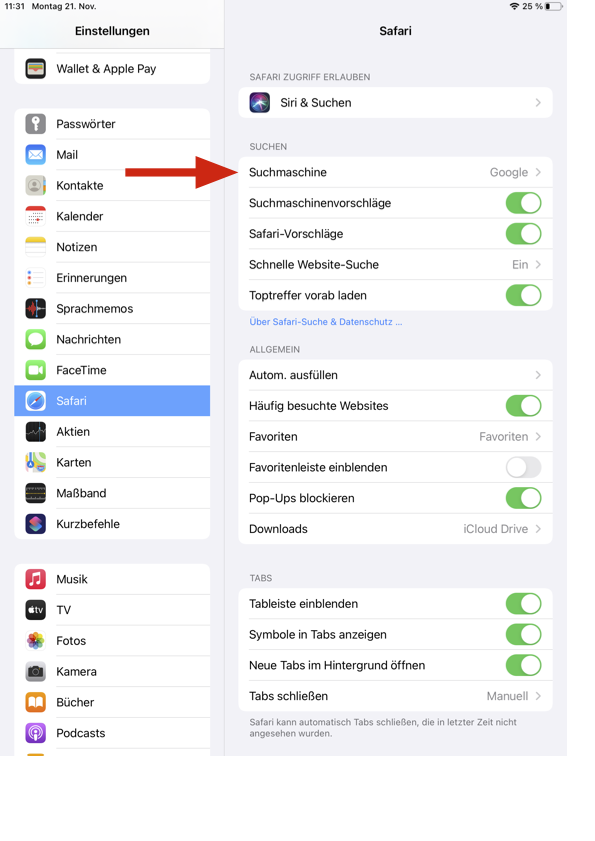 11:31 Montag 21. Nov.
25 %
Einstellungen
Wallet & Apple Pay
Passwörter
Mail
Kontakte
Kalender
Notizen
Erinnerungen
Sprachmemos
Nachrichten
FaceTime
Safari
Aktien
Karten
Maßband
Kurzbefehle
Musik
tv
TV
Fotos
Kamera
Bücher
Podcasts
Safari
SAFARI ZUGRIFF ERLAUBEN
Siri & Suchen
SUCHEN
Suchmaschine Google
Suchmaschinenvorschläge
Safari-Vorschläge
Schnelle Website-Suche Ein
Toptreffer vorab laden
Über Safari-Suche & Datenschutz ...
ALLGEMEIN
Autom. ausfüllen
Häufig besuchte Websites
Favoriten Favoriten
Favoritenleiste einblenden
Pop-Ups blockieren
Downloads iCloud Drive
TABS
Tableiste einblenden
Symbole in Tabs anzeigen
Neue Tabs im Hintergrund öffnen
Tabs schließen Manuell
Safari kann automatisch Tabs schließen, die in letzter Zeit nicht
angesehen wurden.